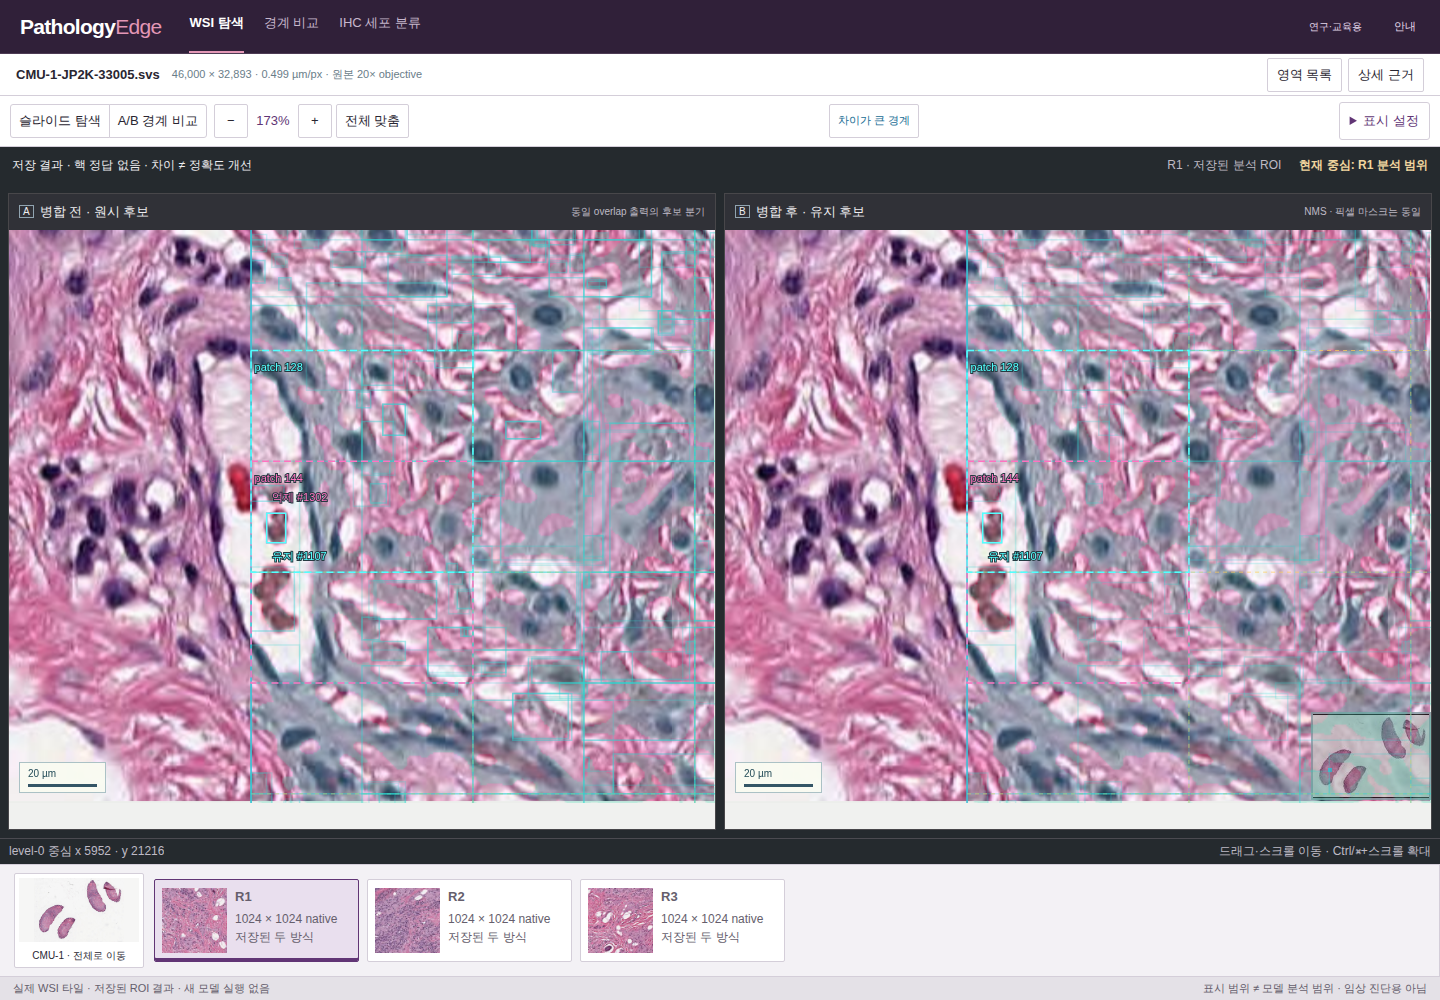 PathologyEdge WSI 탐색 경계 비교 IHC 세포 분류 연구·교육용 안내
CMU-1-JP2K-33005.svs 46,000 × 32,893 · 0.499 µm/px · 원본 20× objective 영역 목록 상세 근거
슬라이드 탐색 A/B 경계 비교 − 173% + 전체 맞춤 차이가 큰 경계 ▶ 표시 설정
저장 결과 · 핵 정답 없음 · 차이 ≠ 정확도 개선 R1 · 저장된 분석 ROI 현재 중심: R1 분석 범위
A 병합 전 · 원시 후보 동일 overlap 출력의 후보 분기
B 병합 후 · 유지 후보 NMS · 픽셀 마스크는 동일
patch 128
patch 144
억제 #1302
유지 #1107
20 µm
patch 128
patch 144
유지 #1107
20 µm
level-0 중심 x 5952 · y 21216 드래그·스크롤 이동 · Ctrl/⌘+스크롤 확대
CMU-1 · 전체로 이동
R1
1024 × 1024 native
저장된 두 방식
R2
1024 × 1024 native
저장된 두 방식
R3
1024 × 1024 native
저장된 두 방식
실제 WSI 타일 · 저장된 ROI 결과 · 새 모델 실행 없음 표시 범위 ≠ 모델 분석 범위 · 임상 진단용 아님